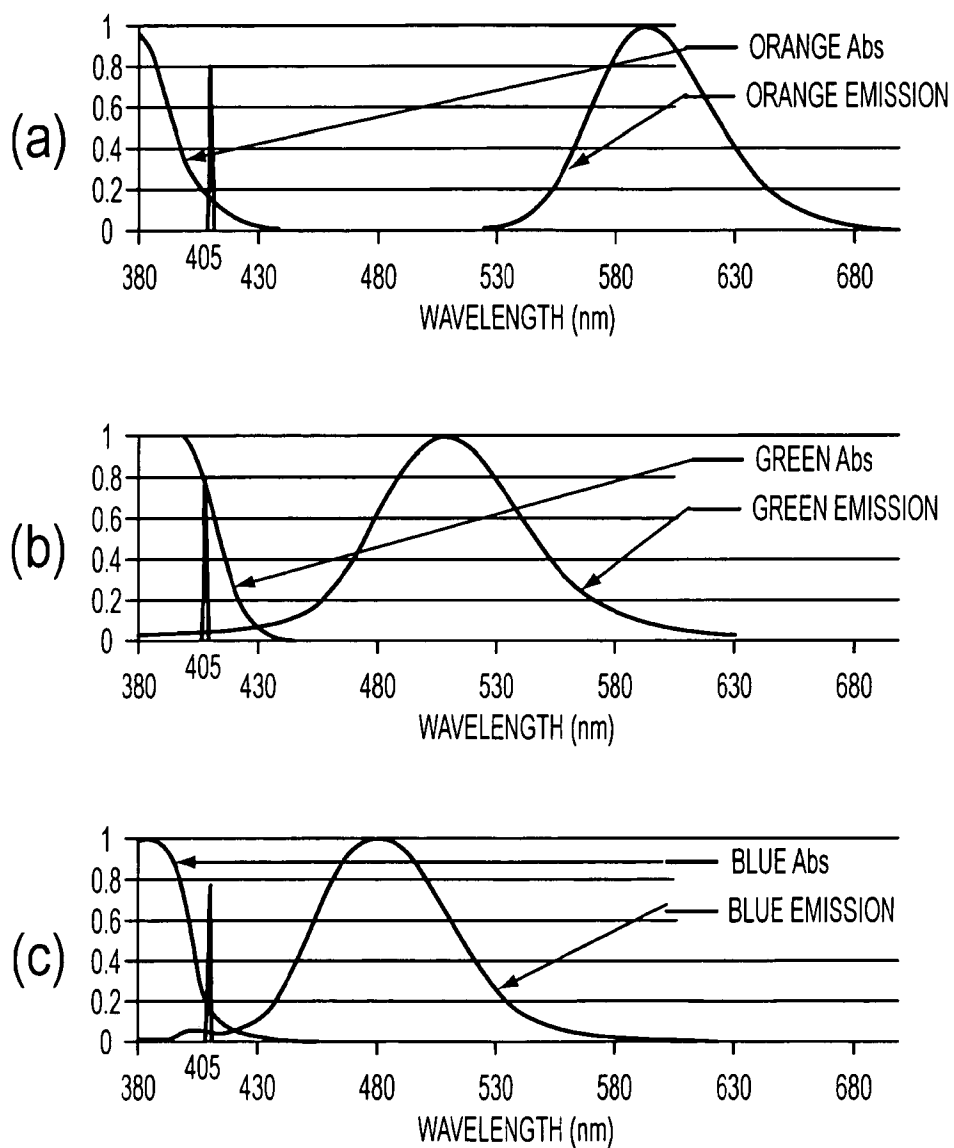 (a)
1
0.8
0.6
0.4
0.2
0
ORANGE Abs
ORANGE EMISSION
405
380 430 480 530 580 630 680
WAVELENGTH (nm)
(b)
1
0.8
0.6
0.4
0.2
0
GREEN Abs
GREEN EMISSION
405
380 430 480 530 580 630 680
WAVELENGTH (nm)
(c)
1
0.8
0.6
0.4
0.2
0
BLUE Abs
BLUE EMISSION
405
380 430 480 530 580 630 680
WAVELENGTH (nm)